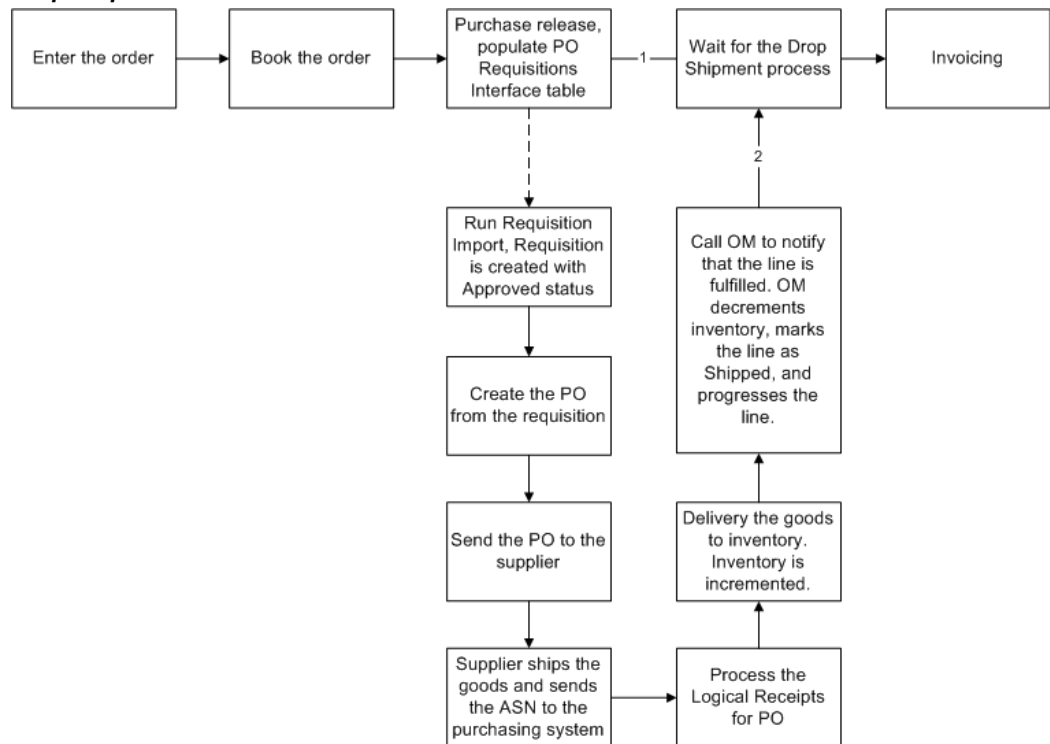 Enter the order
Book the order
Purchase release,
populate PO
Requisitions
Interface table
1
Wait for the Drop
Shipment process
Invoicing
2
Run Requisition
Import, Requisition
is created with
Approved status
Call OM to notify
that the line is
fulfilled. OM
decrements
inventory, marks
the line as
Shipped, and
progresses the
line.
Create the PO
from the requisition
Send the PO to the
supplier
Delivery the goods
to inventory.
Inventory is
incremented.
Supplier ships the
goods and sends
the ASN to the
purchasing system
Process the
Logical Receipts
for PO